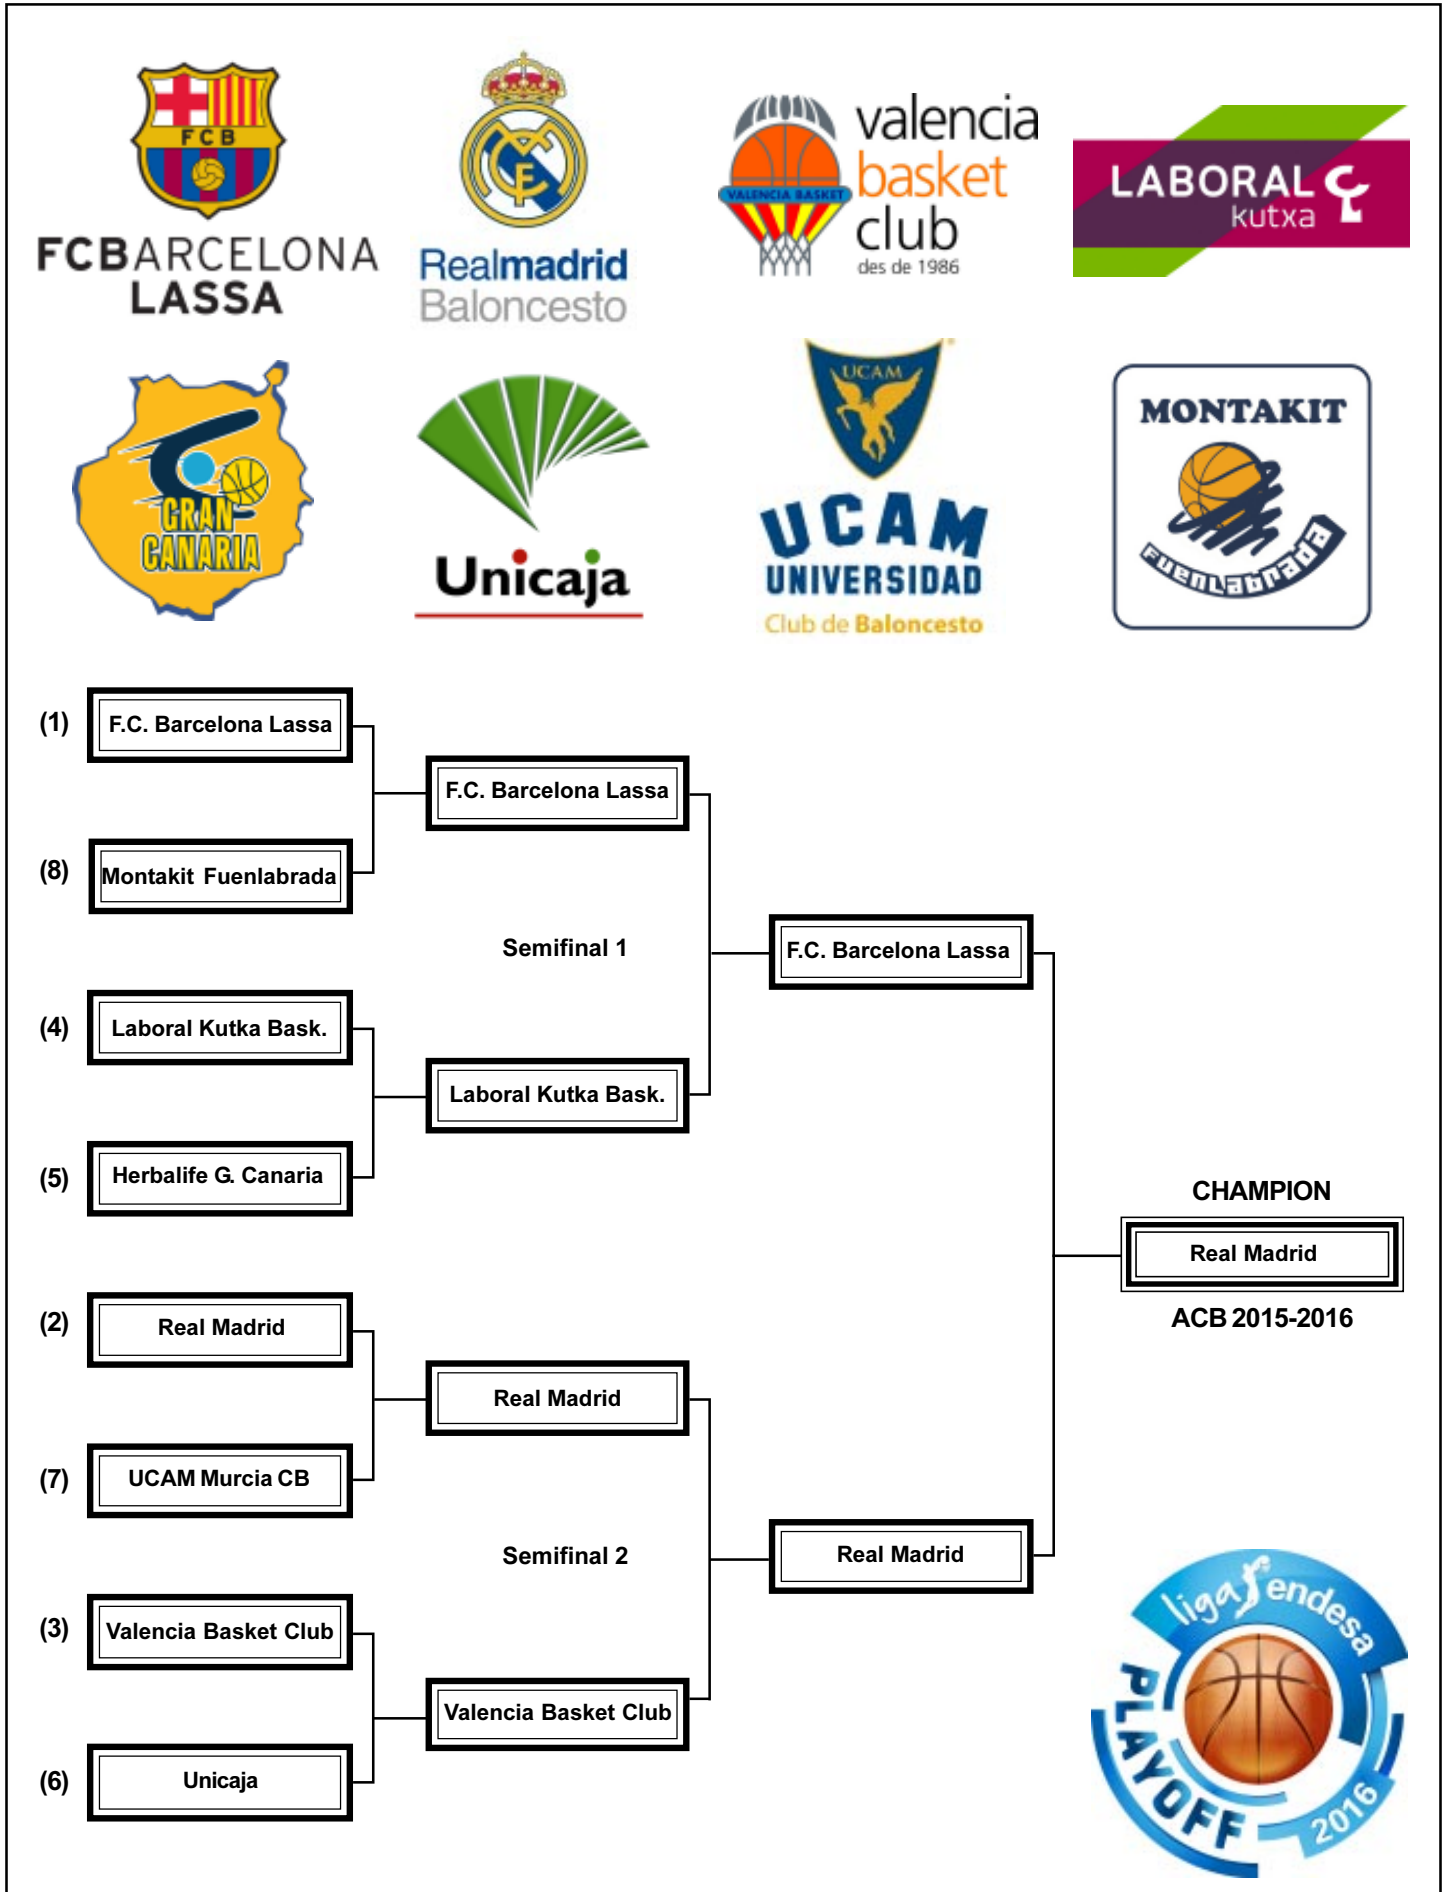 FCB
FCBARCELONA
LASSA
Realmadrid
Baloncesto
VALENCIA BASKET
valencia
basket
club
des de 1986
LABORAL
kutxa
GRAN
CANARIA
Unicaja
UCAM
UCAM
UNIVERSIDAD
Club de Baloncesto
MONTAKIT
FUENLABRADA
(1) F.C. Barcelona Lassa
F.C. Barcelona Lassa
(8) Montakit Fuenlabrada
Semifinal 1
F.C. Barcelona Lassa
(4) Laboral Kutka Bask.
Laboral Kutka Bask.
(5) Herbalife G. Canaria
CHAMPION
Real Madrid
ACB 2015-2016
(2) Real Madrid
Real Madrid
(7) UCAM Murcia CB
Semifinal 2
Real Madrid
(3) Valencia Basket Club
Valencia Basket Club
(6) Unicaja
liga endesa
PLAYOFF
2016